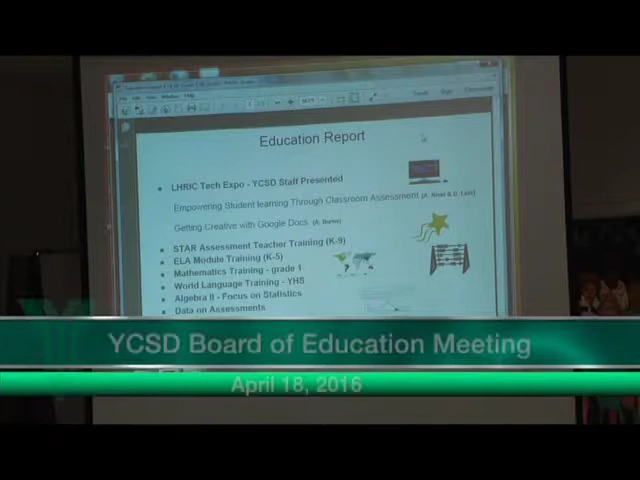 Education Report
LHRIC Tech Expo - YCSD Staff Presented
Empowering Student learning Through Classroom Assessment
Getting Creative with Google Docs
STAR Assessment Teacher Training (K-9)
ELA Module Training (K-5)
Mathematics Training - grade 1
World Language Training - YHS
Algebra II - Focus on Statistics
Data on Assessments
YCSD Board of Education Meeting
April 18, 2016